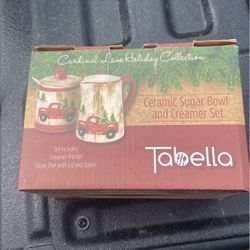 Cardinal Lane Holiday Collection
Ceramic Sugar Bowl
and Creamer Set
Set includes:
Creamer Pitcher
Sugar Bowl with Lid and Spoon
Tabella